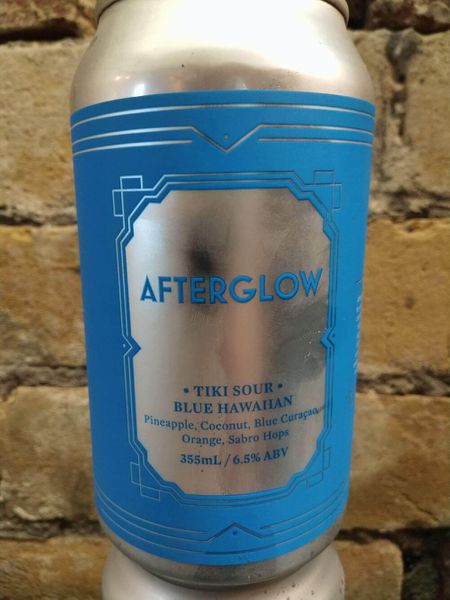 AFTERGLOW
• TIKI SOUR •
BLUE HAWAIIAN
Pineapple, Coconut, Blue Curaçao,
Orange, Sabro Hops
355mL / 6.5% ABV